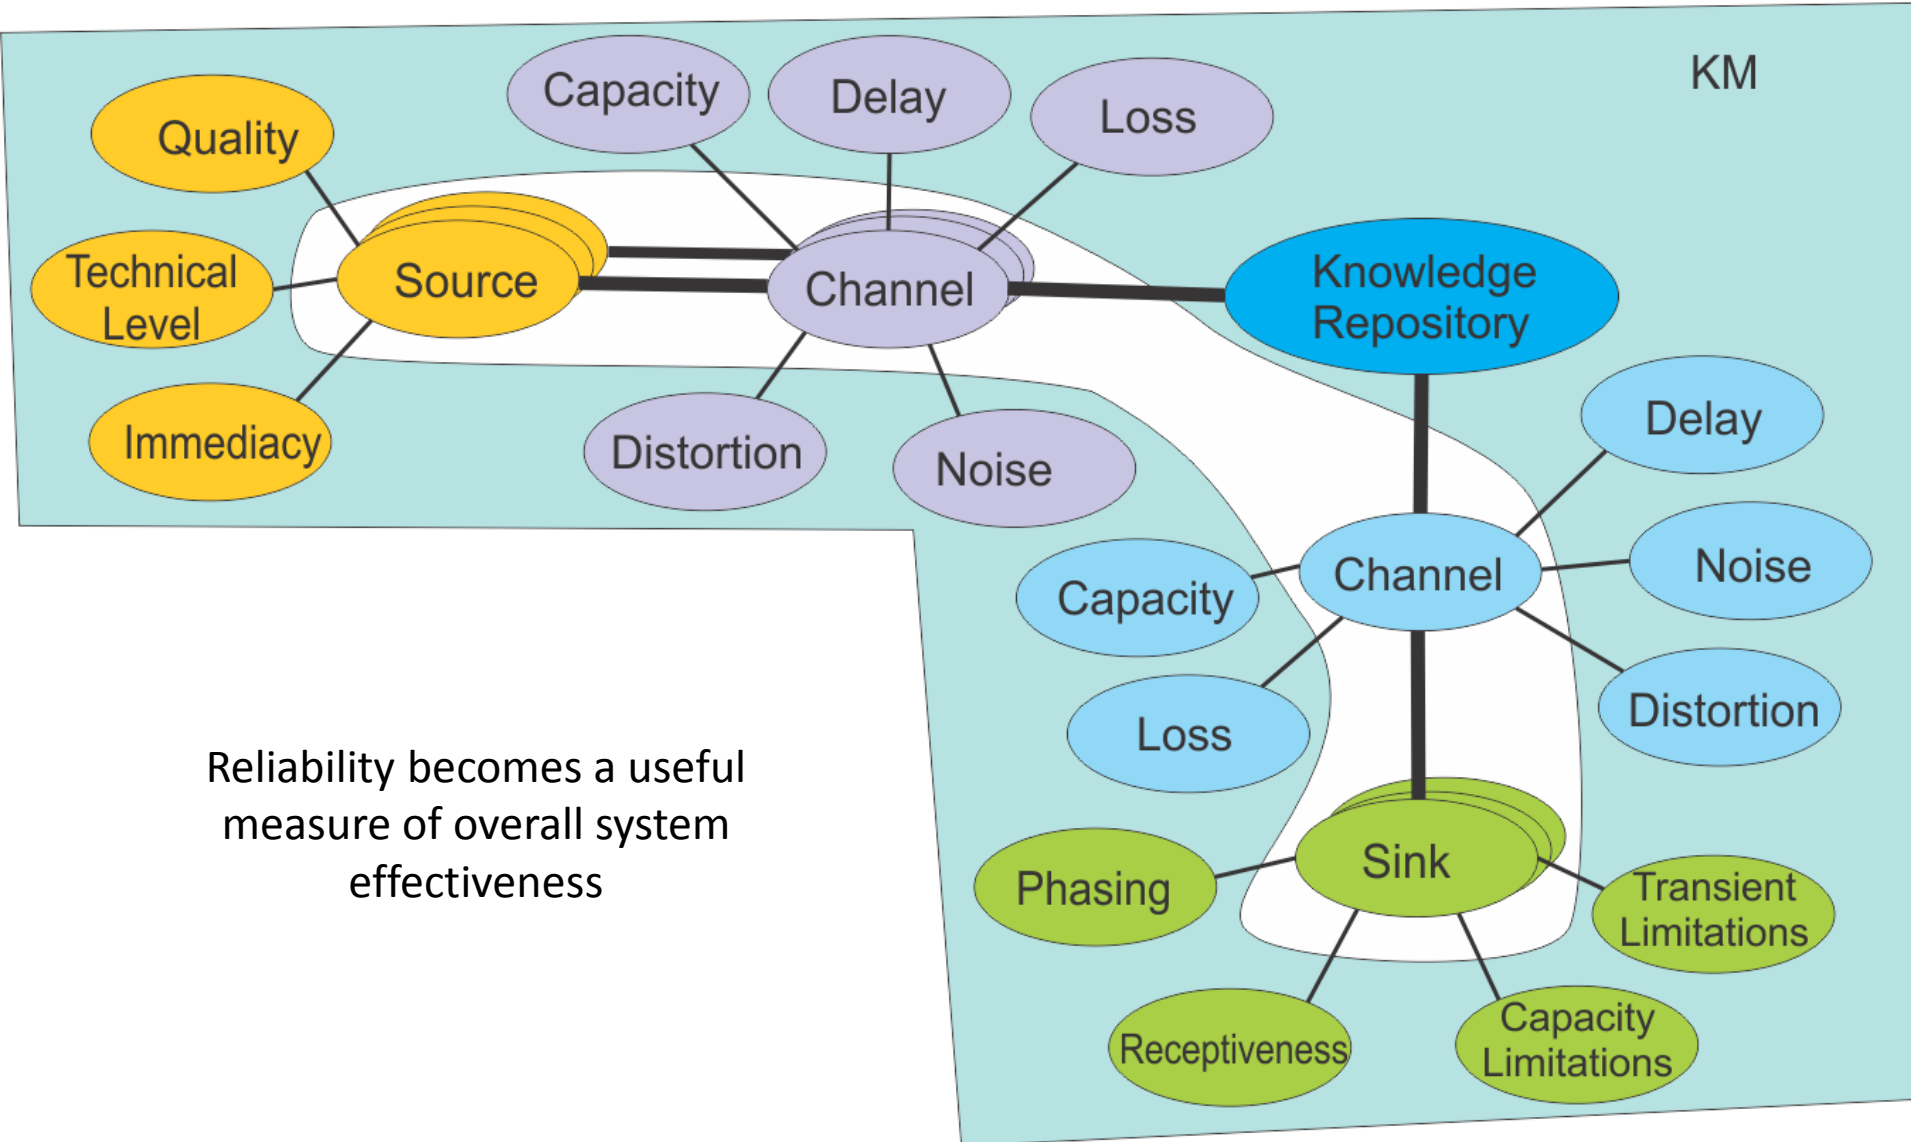 KM
Capacity
Delay
Loss
Quality
Technical
Level
Immediacy
Source
Channel
Knowledge
Repository
Distortion
Noise
Delay
Noise
Channel
Capacity
Distortion
Loss
Sink
Phasing
Transient
Limitations
Receptiveness
Capacity
Limitations
Reliability becomes a useful
measure of overall system
effectiveness